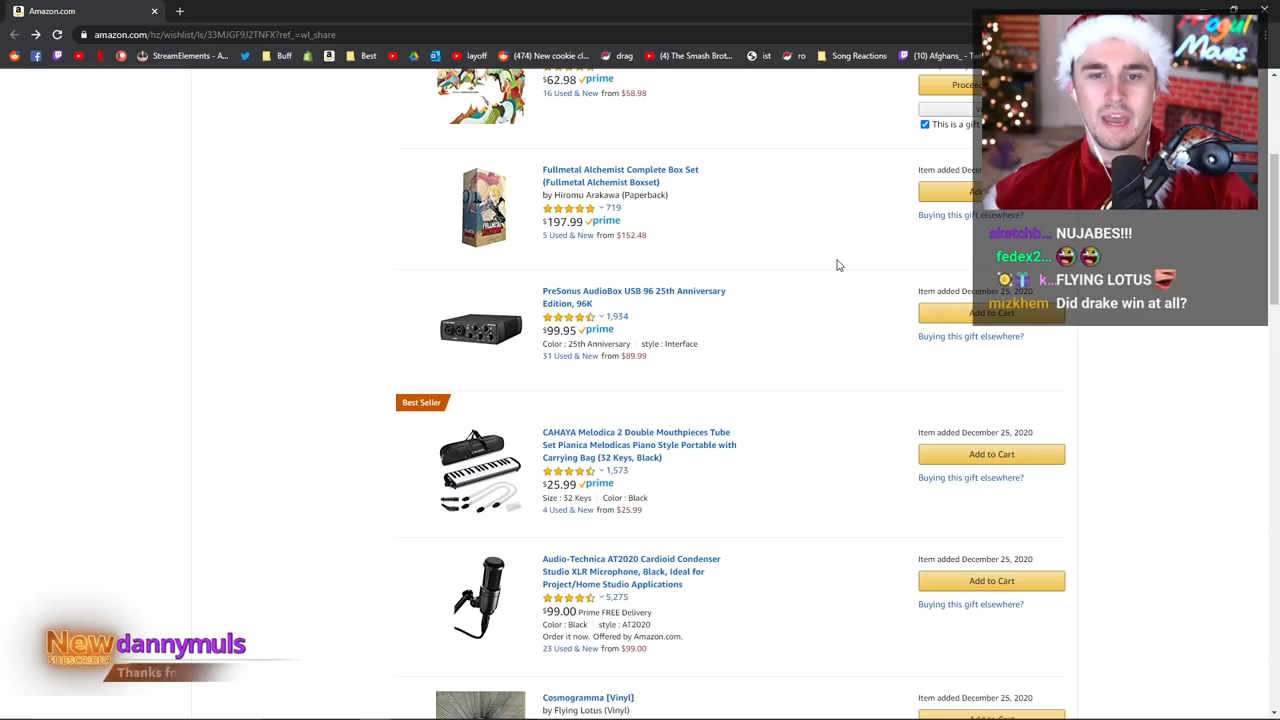 amazon.com
amazon.com/hz/wishlist/ls/33MJGF9J2TNFX?ref_=wl_share
StreamElements - A...
Best
Best
layoff
(474) New cookie cl...
drag
(4) The Smash Brot...
ist
ro
Song Reactions
(10) Afghans_ - Twi
Mogul
Moves
$62.98 prime
16 Used & New from $58.98
Proceed
This is a gift
Fullmetal Alchemist Complete Box Set
(Fullmetal Alchemist Boxset)
by Hiromu Arakawa (Paperback)
719
$197.99 prime
5 Used & New from $152.48
Buying this gift elsewhere?
sketchb... NUJABES!!!
fedex2...
k... FLYING LOTUS
mizkhem Did drake win at all?
PreSonus AudioBox USB 96 25th Anniversary
Edition, 96K
1,934
$99.95 prime
Color : 25th Anniversary style : Interface
31 Used & New from $89.99
Item added December 25, 2020
Add to Cart
Buying this gift elsewhere?
Best Seller
CAHAYA Melodica 2 Double Mouthpieces Tube
Set Pianica Melodicas Piano Style Portable with
Carrying Bag (32 Keys, Black)
1,573
$25.99 prime
Size : 32 Keys Color : Black
4 Used & New from $25.99
Item added December 25, 2020
Add to Cart
Buying this gift elsewhere?
Audio-Technica AT2020 Cardioid Condenser
Studio XLR Microphone, Black, Ideal for
Project/Home Studio Applications
5,275
$99.00 Prime FREE Delivery
Color : Black style : AT2020
Order it now. Offered by Amazon.com.
23 Used & New from $99.00
Item added December 25, 2020
Add to Cart
Buying this gift elsewhere?
New dannymuls
SUBSCRIBER
Thanks fo
Cosmogramma [Vinyl]
by Flying Lotus (Vinyl)
Item added December 25, 2020
Add to Cart